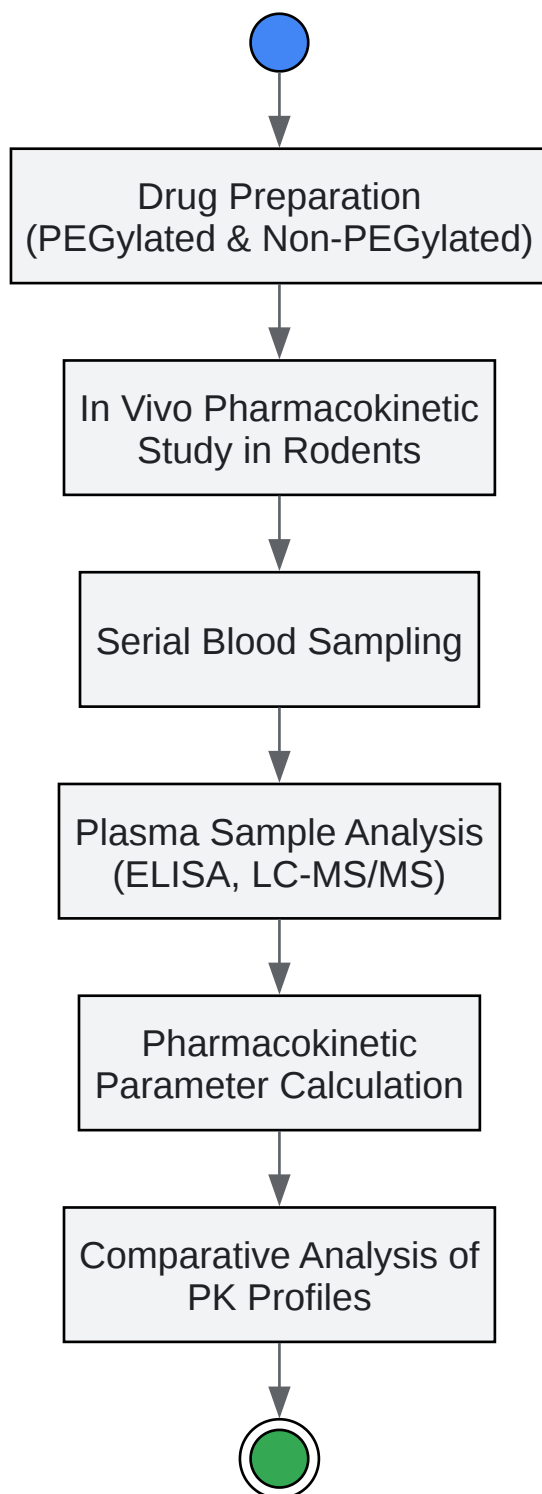 Drug Preparation
(PEGylated & Non-PEGylated)
In Vivo Pharmacokinetic
Study in Rodents
Serial Blood Sampling
Plasma Sample Analysis
(ELISA, LC-MS/MS)
Pharmacokinetic
Parameter Calculation
Comparative Analysis of
PK Profiles